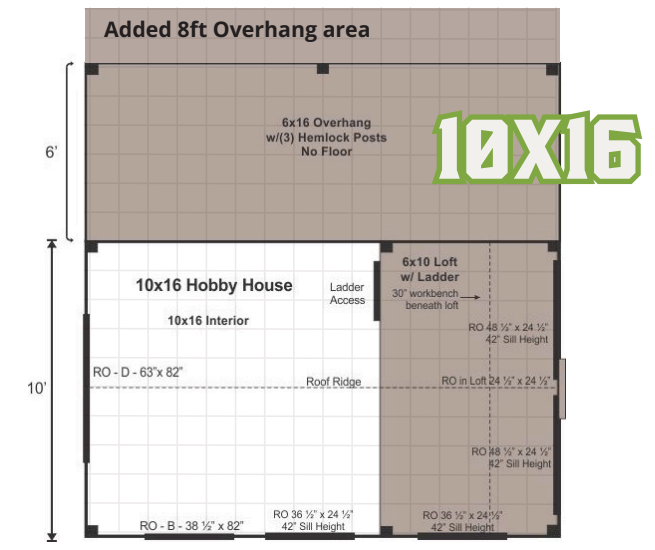 Added 8ft Overhang area
6x16 Overhang
w/(3) Hemlock Posts
No Floor
10X16
6'
10x16 Hobby House
10x16 Interior
Ladder
Access
6x10 Loft
w/ Ladder
30" workbench
beneath loft
RO 48 ½" x 24 ½"
42" Sill Height
10'
RO - D - 63"x 82"
Roof Ridge
RO in Loft 24 ½" x 24 ½"
RO 48 ½" x 24 ½"
42" Sill Height
RO - B - 38 ½" x 82"
RO 36 ½" x 24 ½"
42" Sill Height
RO 36 ½" x 24 ½"
42" Sill Height